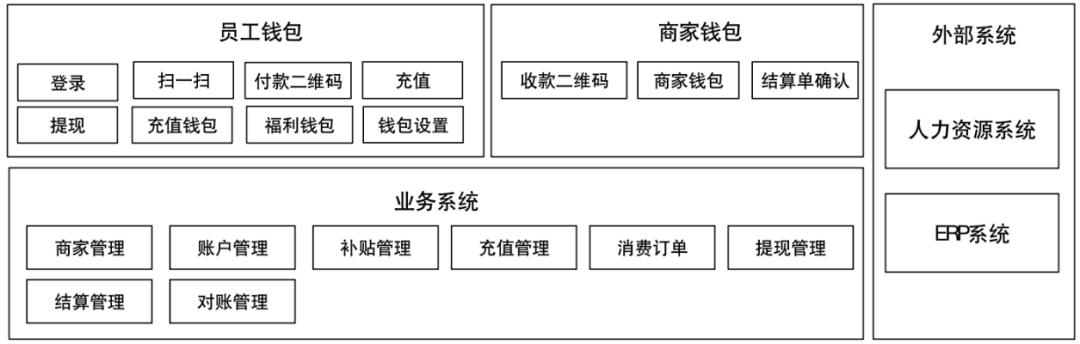 员工钱包
登录
扫一扫
付款二维码
充值
提现
充值钱包
福利钱包
钱包设置
商家钱包
收款二维码
商家钱包
结算单确认
业务系统
商家管理
账户管理
补贴管理
充值管理
消费订单
提现管理
结算管理
对账管理
外部系统
人力资源系统
ERP系统